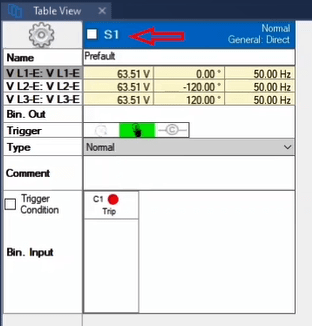 Table View
S1
Normal
General: Direct
Name Prefault
V L1-E: V L1-E 63.51 V 0.00 ° 50.00 Hz
V L2-E: V L2-E 63.51 V -120.00 ° 50.00 Hz
V L3-E: V L3-E 63.51 V 120.00 ° 50.00 Hz
Bin. Out
Trigger
Type Normal
Comment
Trigger
Condition
C1
Trip
Bin. Input